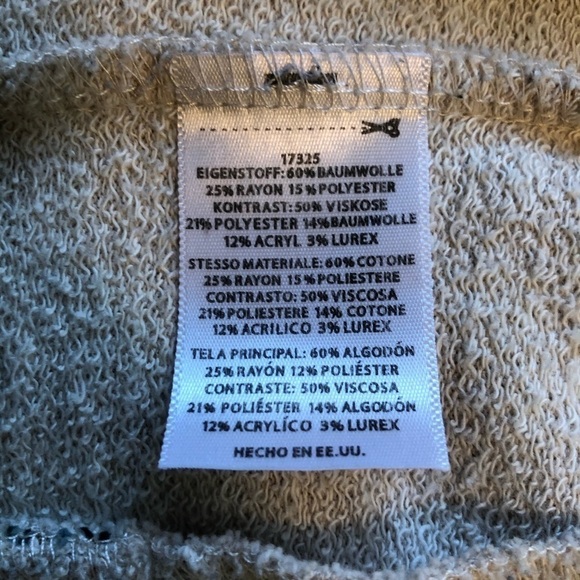 17325
EIGENSTOFF:60%BAUMWOLLE
25%RAYON 15%POLYESTER
KONTRAST:50% VISKOSE
21%POLYESTER 14%BAUMWOLLE
12% ACRYL 3% LUREX
STESSO MATERIALE: 60% COTONE
25% RAYON 15% POLIESTERE
CONTRASTO: 50% VISCOSA
21% POLIESTERE 14% COTONE
12% ACRILICO 3% LUREX
TELA PRINCIPAL: 60% ALGODÓN
25% RAYÓN 12% POLIÉSTER
CONTRASTE: 50% VISCOSA
21% POLIÉSTER 14% ALGODÓN
12% ACRYLÍCO 3% LUREX
HECHO EN EE.UU.